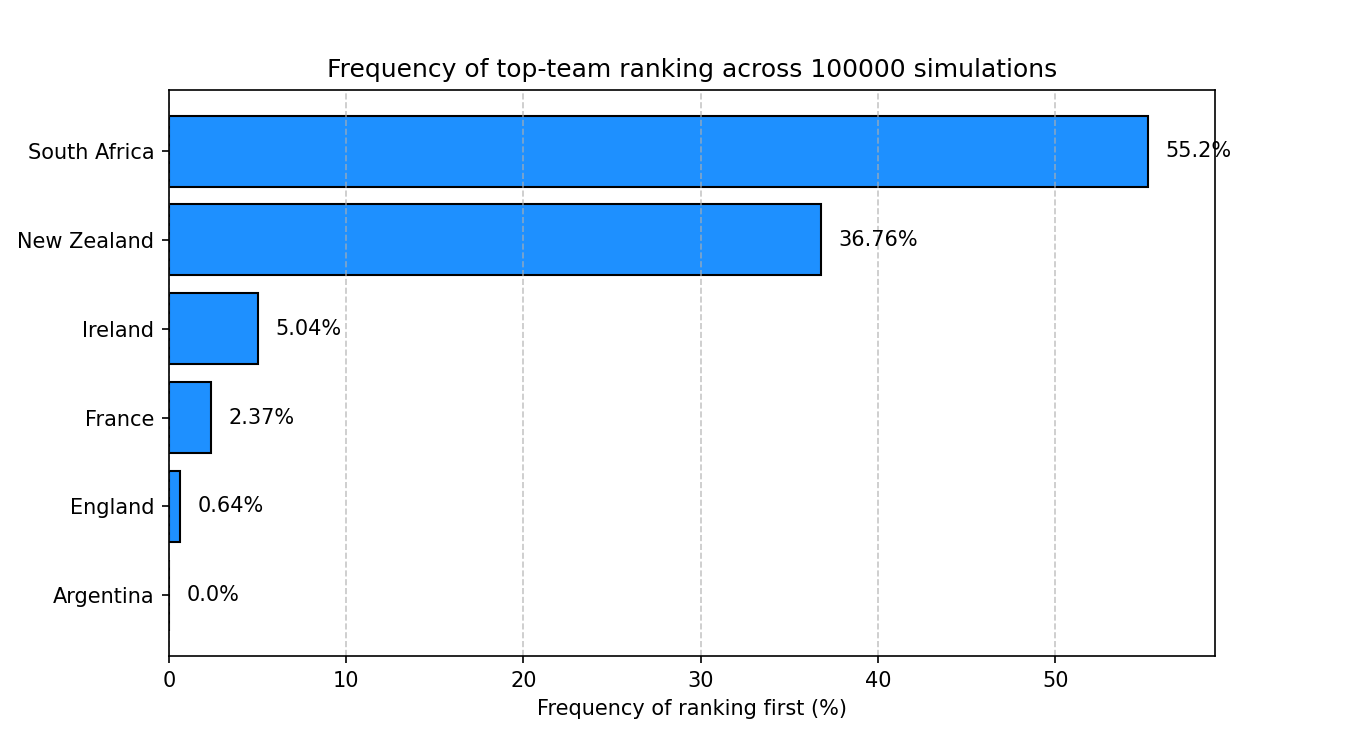 Frequency of top-team ranking across 100000 simulations
South Africa
55.2%
New Zealand
36.76%
Ireland
5.04%
France
2.37%
England
0.64%
Argentina
0.0%
0 10 20 30 40 50
Frequency of ranking first (%)